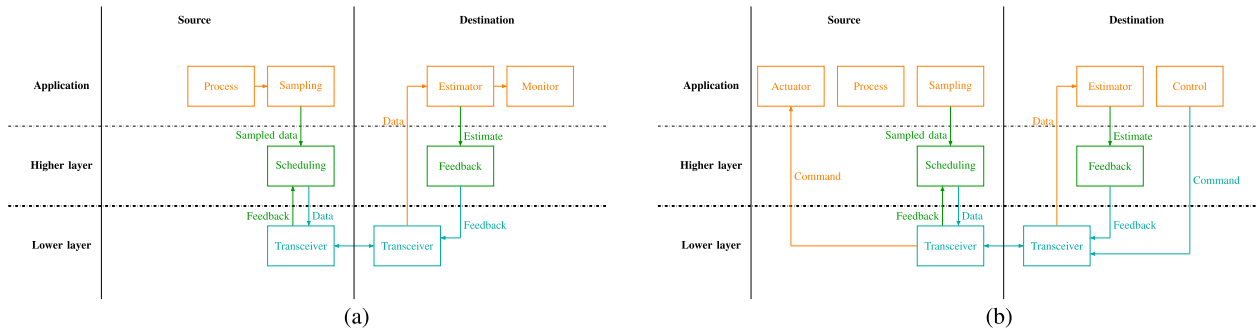 Source
Destination
Application
Process
Sampling
Estimator
Monitor
Sampled data
Data
Estimate
Higher layer
Scheduling
Feedback
Feedback
Data
Feedback
Lower layer
Transceiver
Transceiver
(a)
Source
Destination
Application
Actuator
Process
Sampling
Estimator
Control
Sampled data
Data
Estimate
Higher layer
Scheduling
Feedback
Command
Command
Feedback
Data
Feedback
Lower layer
Transceiver
Transceiver
(b)